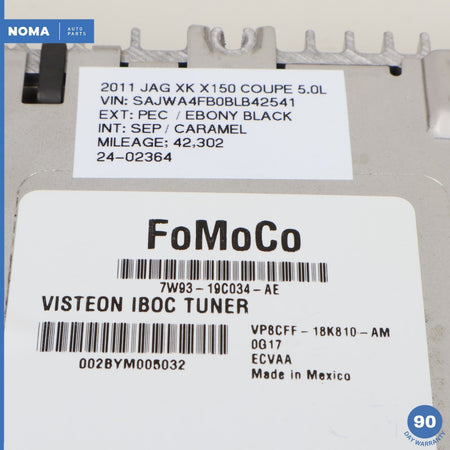 NOMA AUTO
PARTS
2011 JAG XK X150 COUPE 5.0L
VIN: SAJWA4FB0BLB42541
EXT: PEC / EBONY BLACK
INT: SEP / CARAMEL
MILEAGE; 42,302
24-02364
FoMoCo
7W93-19C034-AE
VISTEON IBOC TUNER
VP8CFF-18K810-AM
0G17
ECVAA
Made in Mexico
002BYM005032
90
DAY WARRANTY